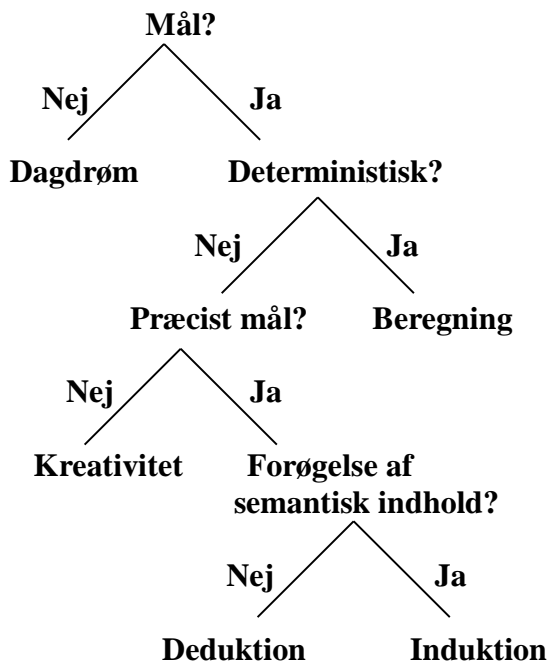 Mål?
Nej
Ja
Dagdrøm
Deterministisk?
Nej
Ja
Præcist mål?
Beregning
Nej
Ja
Kreativitet
Forøgelse af
semantisk indhold?
Nej
Ja
Deduktion
Induktion